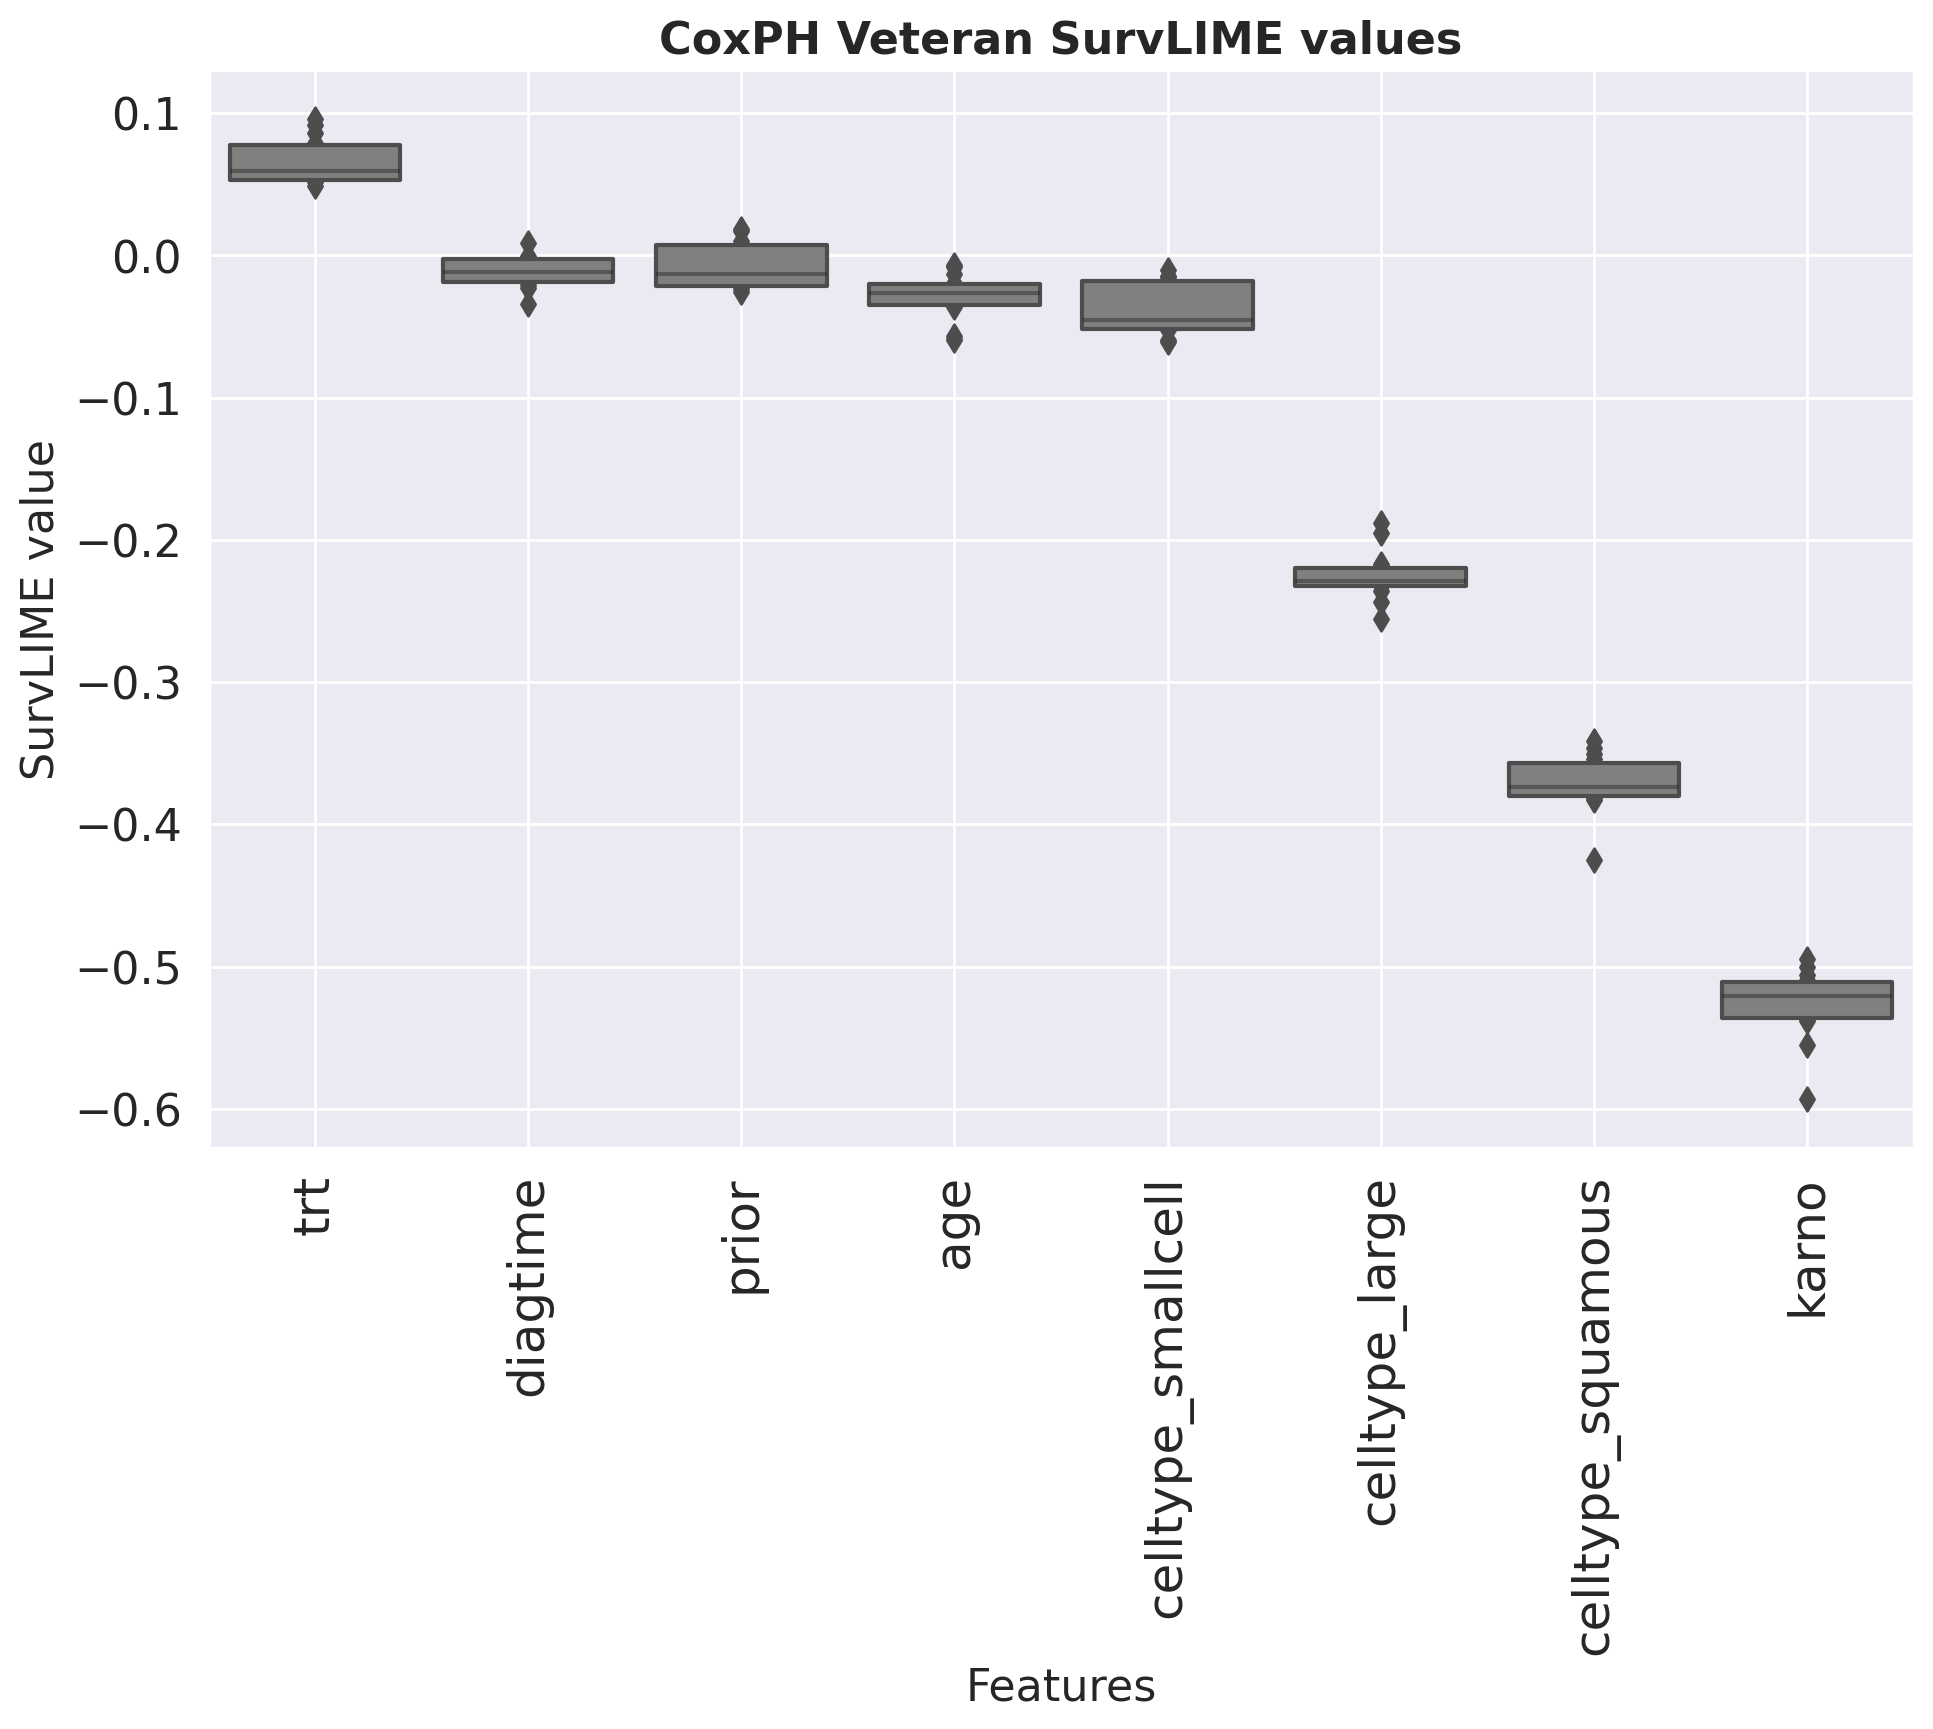 CoxPH Veteran SurvLIME values
SurvLIME value
0.1
0.0
−0.1
−0.2
−0.3
−0.4
−0.5
−0.6
trt
diagtime
prior
age
celltype_smallcell
celltype_large
celltype_squamous
karno
Features